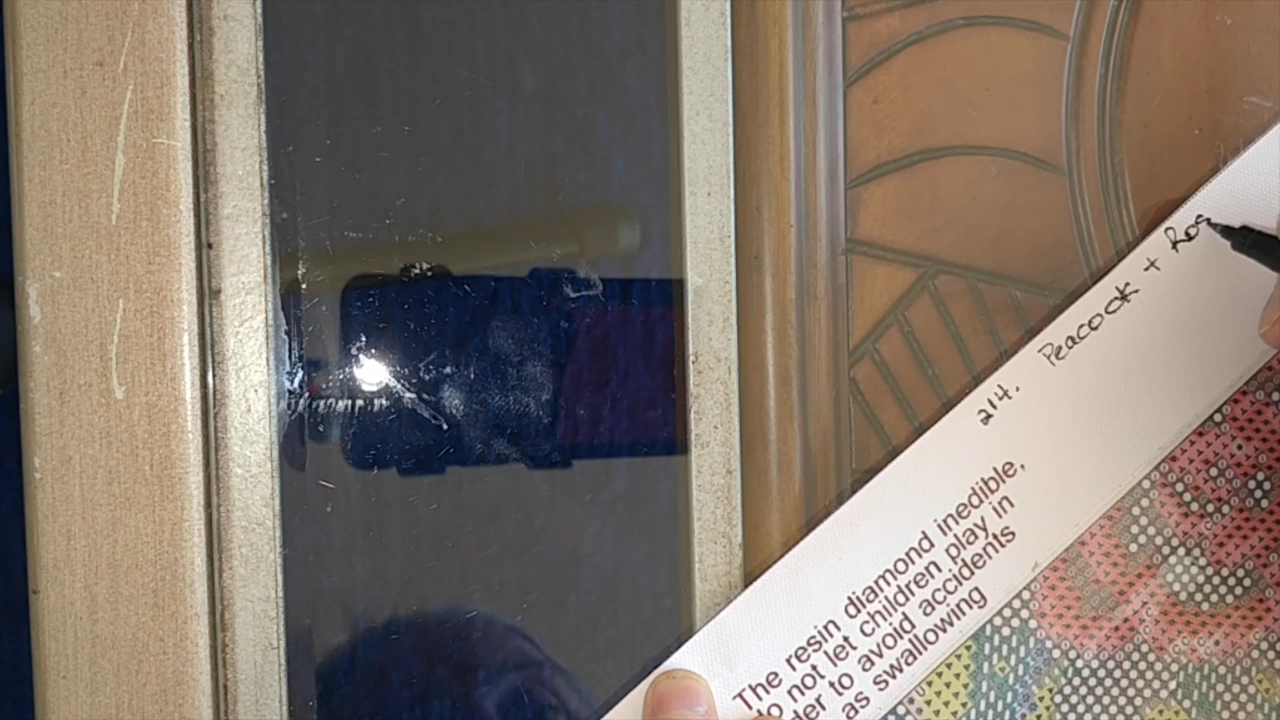 214. Peacock + Ros
The resin diamond inedible,
do not let children play in
der to avoid accidents
as swallowing